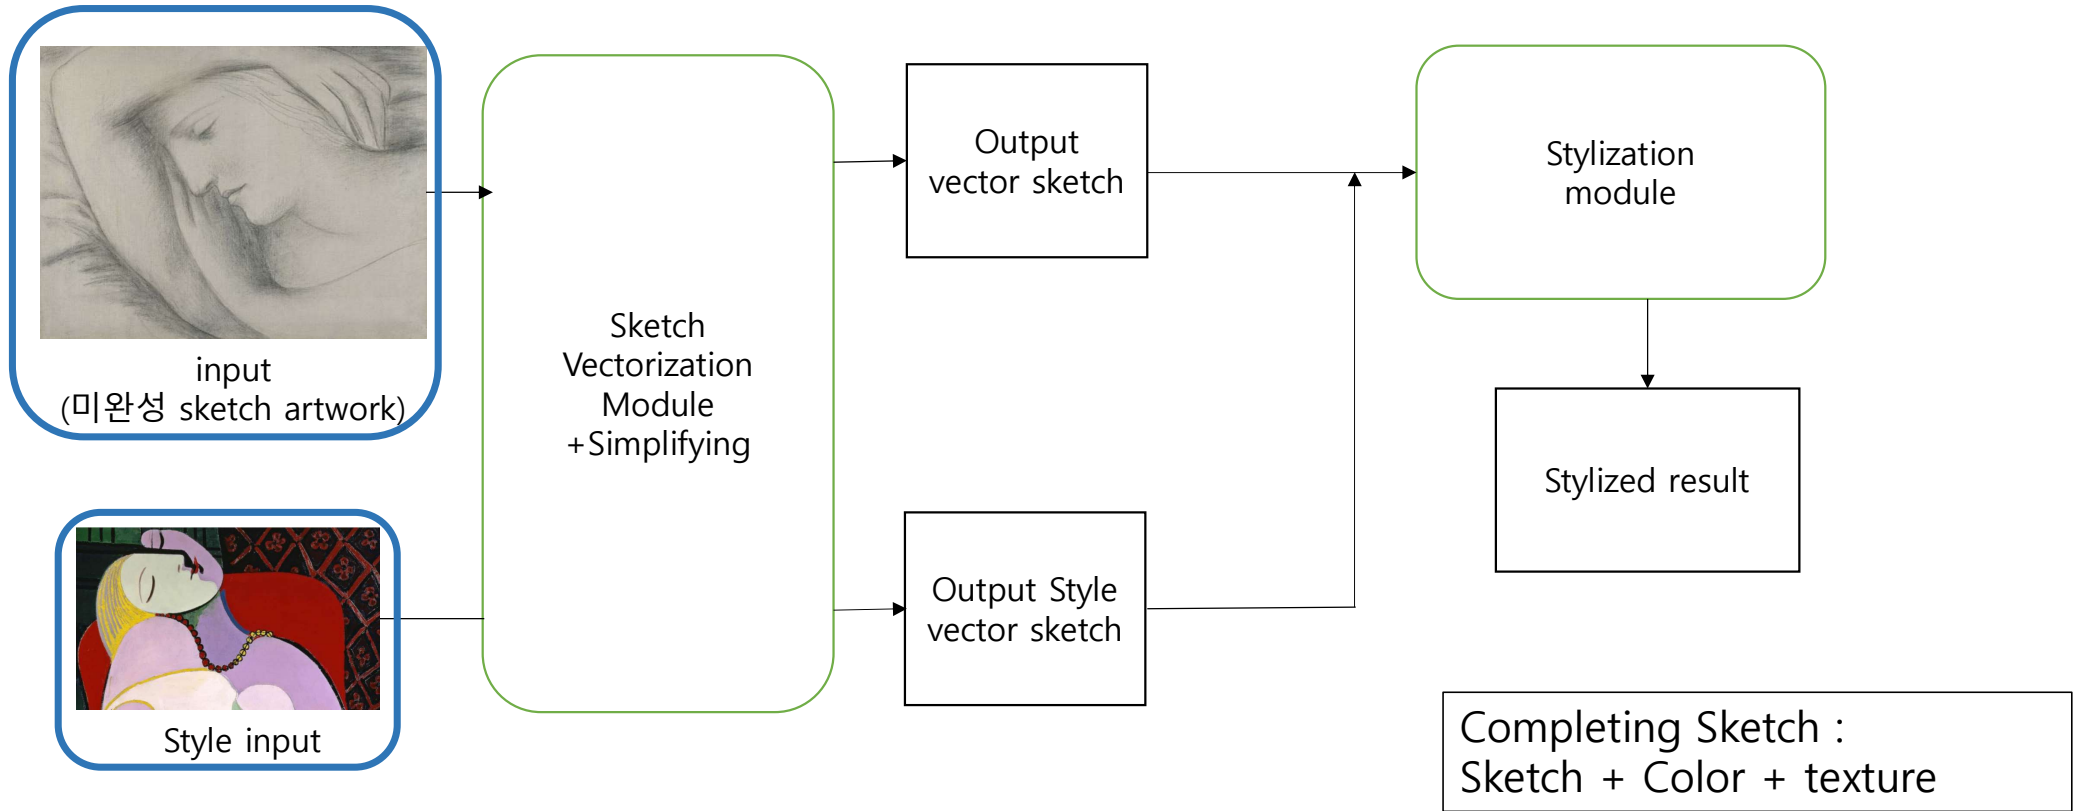 input
(미완성 sketch artwork)
Style input
Sketch
Vectorization
Module
+Simplifying
Output
vector sketch
Output Style
vector sketch
Stylization
module
Stylized result
Completing Sketch :
Sketch + Color + texture